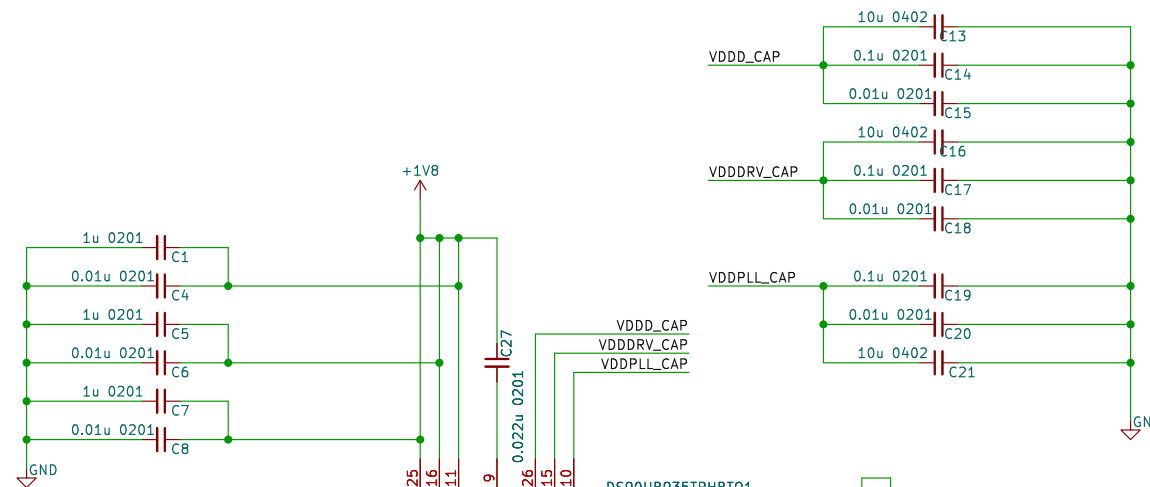 10u 0402
C13
VDDD_CAP
0.1u 0201
C14
0.01u 0201
C15
10u 0402
C16
VDDDRV_CAP
0.1u 0201
C17
0.01u 0201
C18
+1V8
1u 0201
C1
0.01u 0201
C4
1u 0201
C5
0.01u 0201
C6
1u 0201
C7
0.01u 0201
C8
GND
VDDPLL_CAP
0.1u 0201
C19
0.01u 0201
C20
10u 0402
C21
VDDD_CAP
VDDDRV_CAP
VDDPLL_CAP
C27
0.022u 0201
25
16
11
9
26
15
10